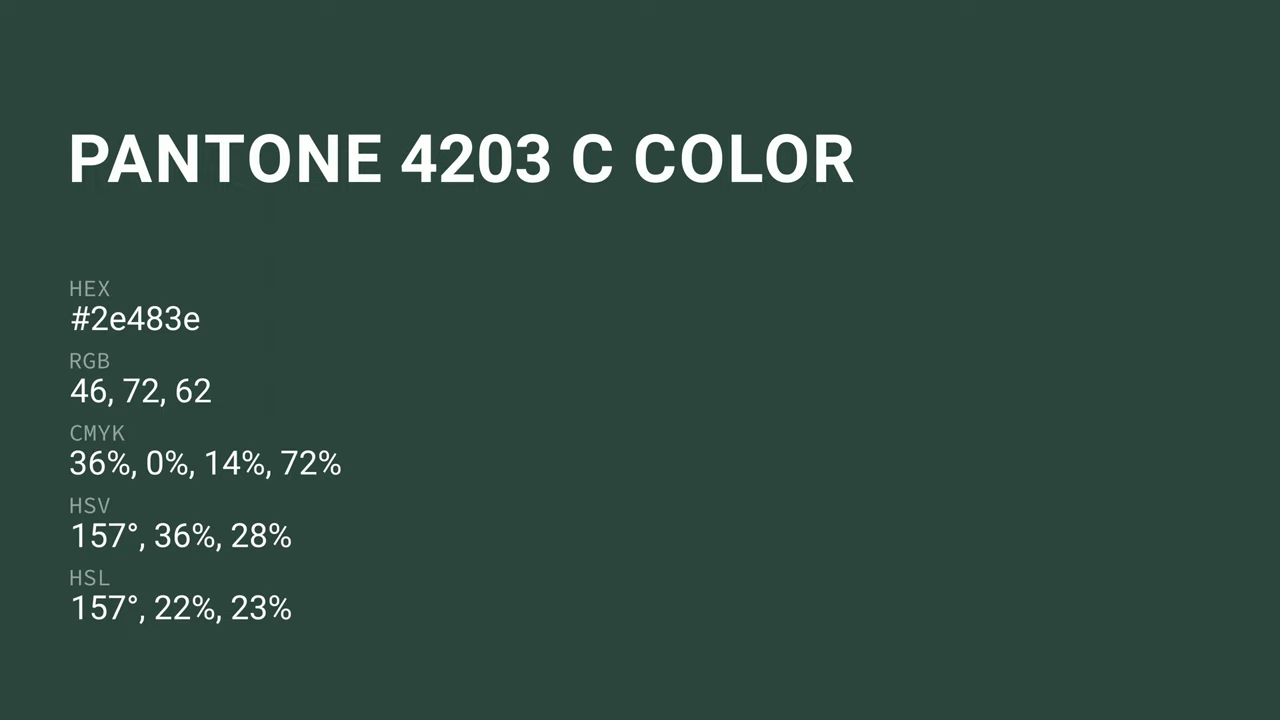 PANTONE 4203 C COLOR
HEX
#2e483e
RGB
46, 72, 62
CMYK
36%, 0%, 14%, 72%
HSV
157°, 36%, 28%
HSL
157°, 22%, 23%